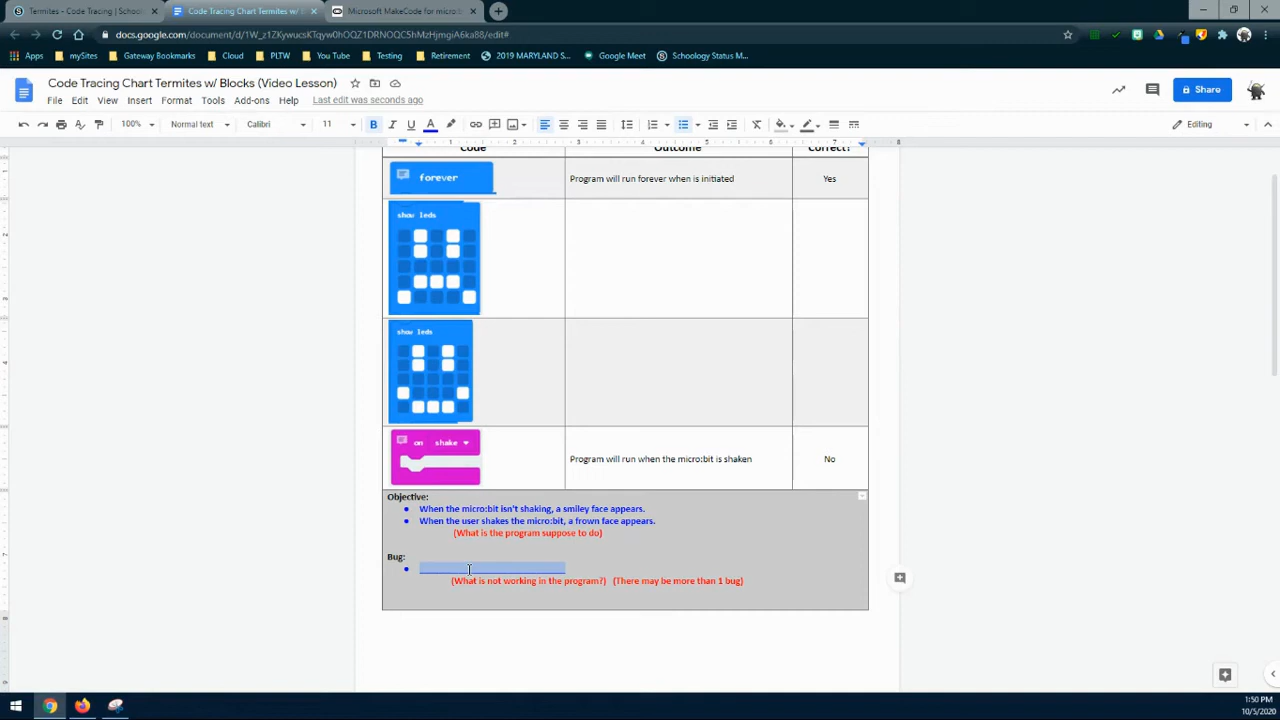 Termites - Code Tracing | Schoolo
Code Tracing Chart Termites w/ B
Microsoft MakeCode for micro:b
docs.google.com/document/d/1W_z1ZKywucsKTqyw0hOQZ1DRNOQC5hMzHjmgiA6ka88/edit#
Apps
mySites
Gateway Bookmarks
Cloud
PLTW
You Tube
Testing
Retirement
2019 MARYLAND S...
Google Meet
Schoology Status M...
Code Tracing Chart Termites w/ Blocks (Video Lesson)
Share
File Edit View Insert Format Tools Add-ons Help Last edit was seconds ago
100% Normal text Calibri 11 Editing
Code Outcome Correct?
forever Program will run forever when is initiated Yes
show leds
show leds
on shake Program will run when the micro:bit is shaken No
Objective:
When the micro:bit isn't shaking, a smiley face appears.
When the user shakes the micro:bit, a frown face appears.
(What is the program suppose to do)
Bug:
(What is not working in the program?) (There may be more than 1 bug)
1:50 PM
10/5/2020